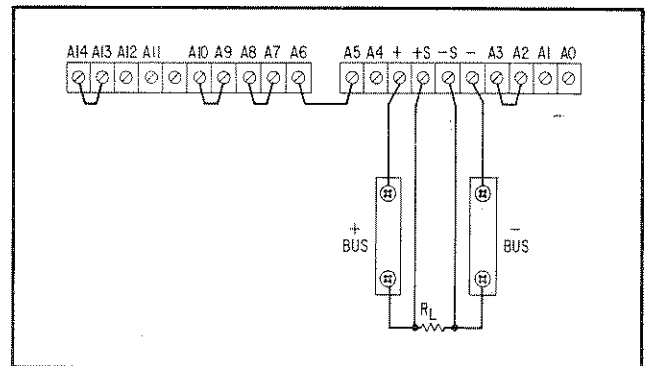 A14 A13 A12 A11 A10 A9 A8 A7 A6 A5 A4 + +S -S - A3 A2 A1 A0
+ BUS
- BUS
RL